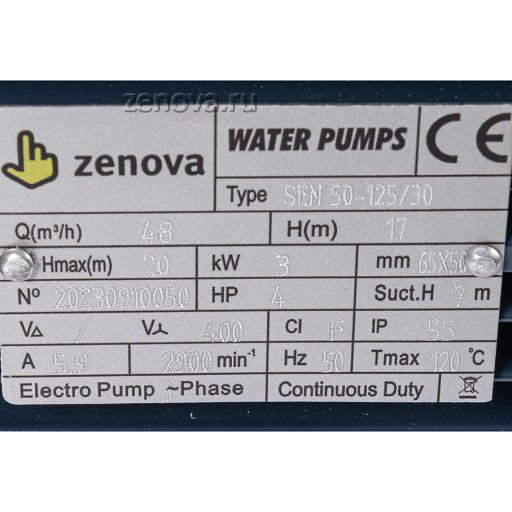 zenova.ru
zenova
WATER PUMPS CE
Type SEN 50-125/30
Q(m³/h) 48 H(m) 17
Hmax(m) 20 kW 3 mm 65X50
Nº 20230910050 HP 4 Suct.H 7 m
V∆ / V⅄ 400 Cl F IP 55
A 5.9 2900 min⁻¹ Hz 50 Tmax 120 °C
Electro Pump ~Phase Continuous Duty